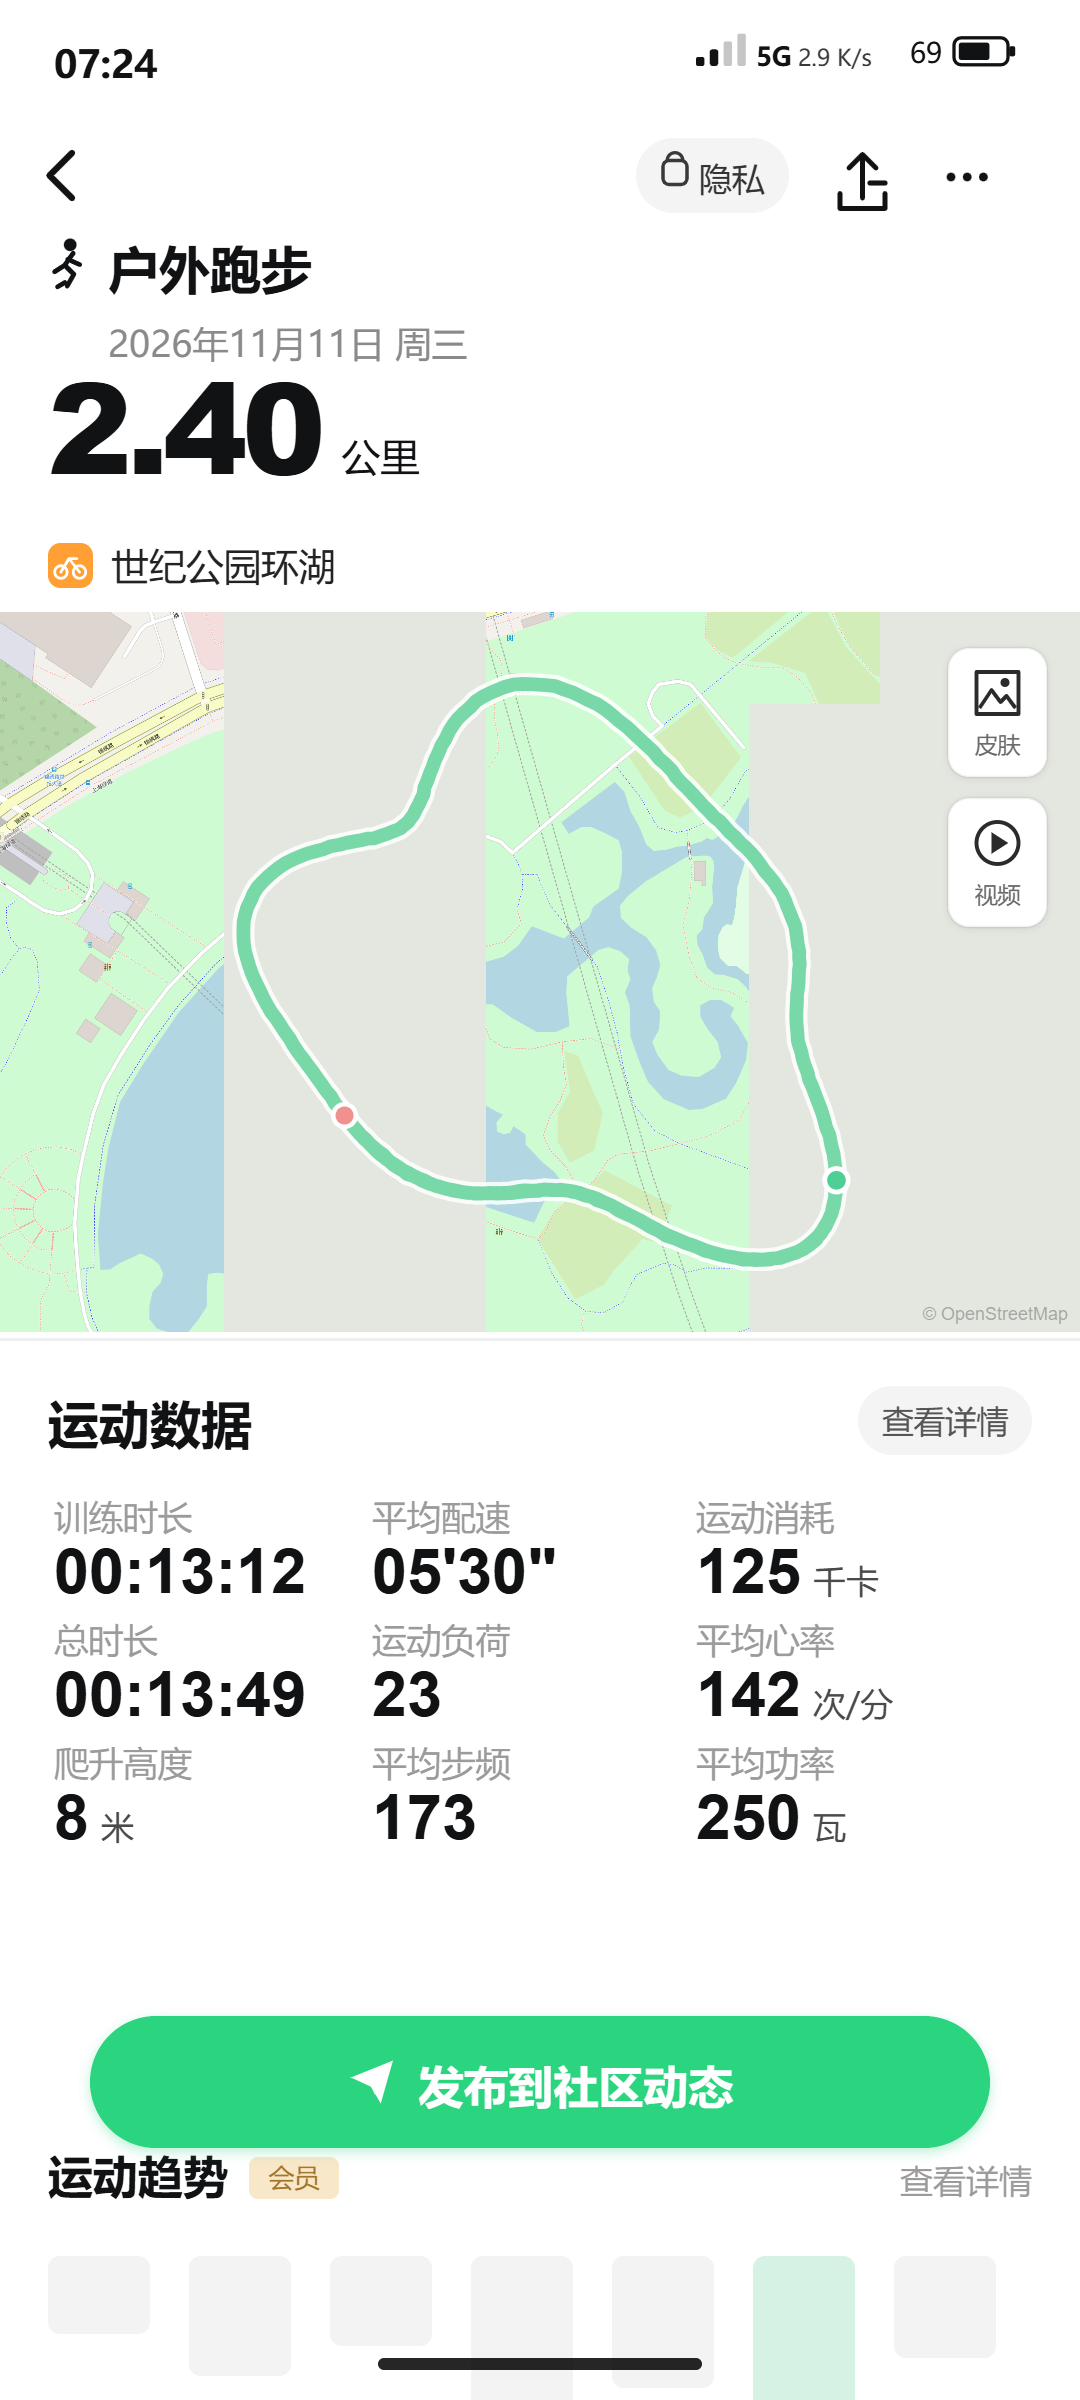 07:24
5G 2.9 K/s 69
隐私
户外跑步
2026年11月11日 周三
2.40 公里
世纪公园环湖
皮肤
视频
© OpenStreetMap
运动数据
查看详情
训练时长 平均配速 运动消耗
00:13:12 05'30" 125 千卡
总时长 运动负荷 平均心率
00:13:49 23 142 次/分
爬升高度 平均步频 平均功率
8 米 173 250 瓦
发布到社区动态
运动趋势 会员 查看详情